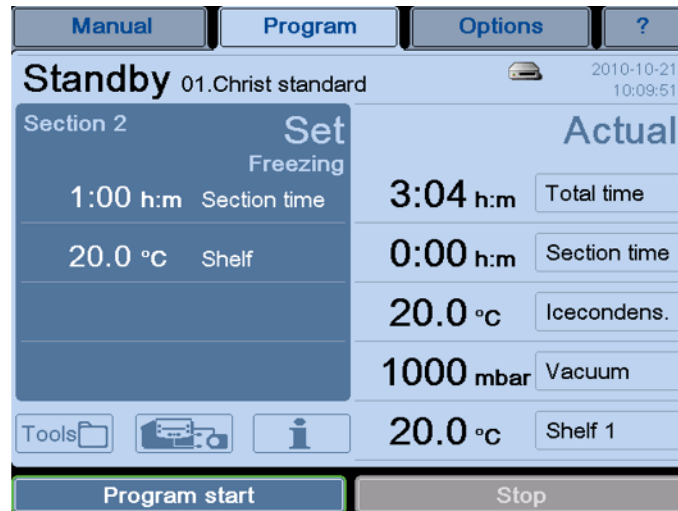 Manual Program Options ?
Standby 01.Christ standard 2010-10-21
10:09:51
Section 2 Set
Freezing
1:00 h:m Section time
20.0 °C Shelf
Actual
3:04 h:m Total time
0:00 h:m Section time
20.0 °C Icecondens.
1000 mbar Vacuum
20.0 °C Shelf 1
Tools i
Program start Stop